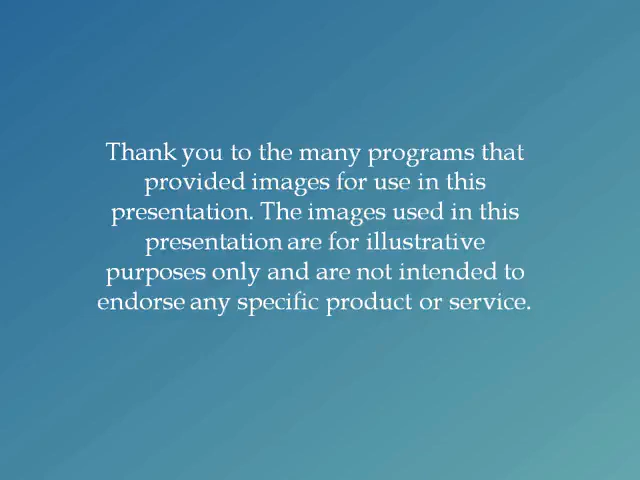 Thank you to the many programs that
provided images for use in this
presentation. The images used in this
presentation are for illustrative
purposes only and are not intended to
endorse any specific product or service.